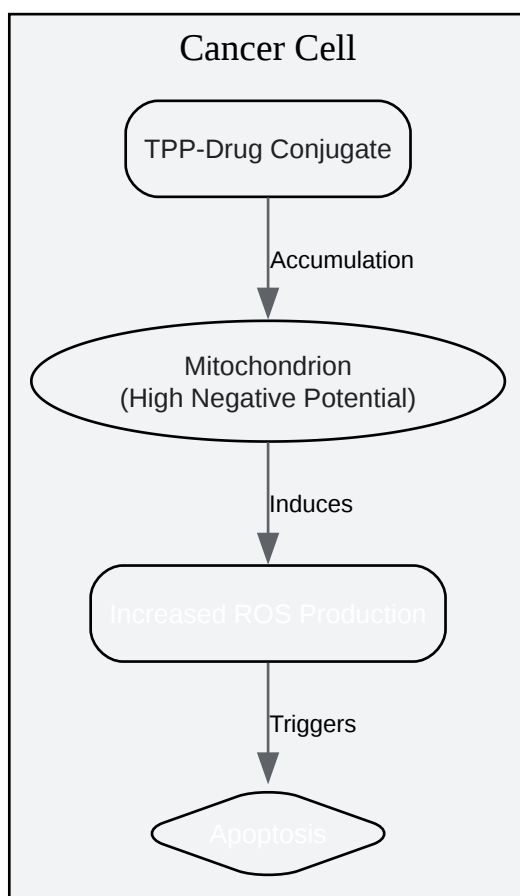 Cancer Cell
TPP-Drug Conjugate
Accumulation
Mitochondrion
(High Negative Potential)
Induces
Increased ROS Production
Triggers
Apoptosis